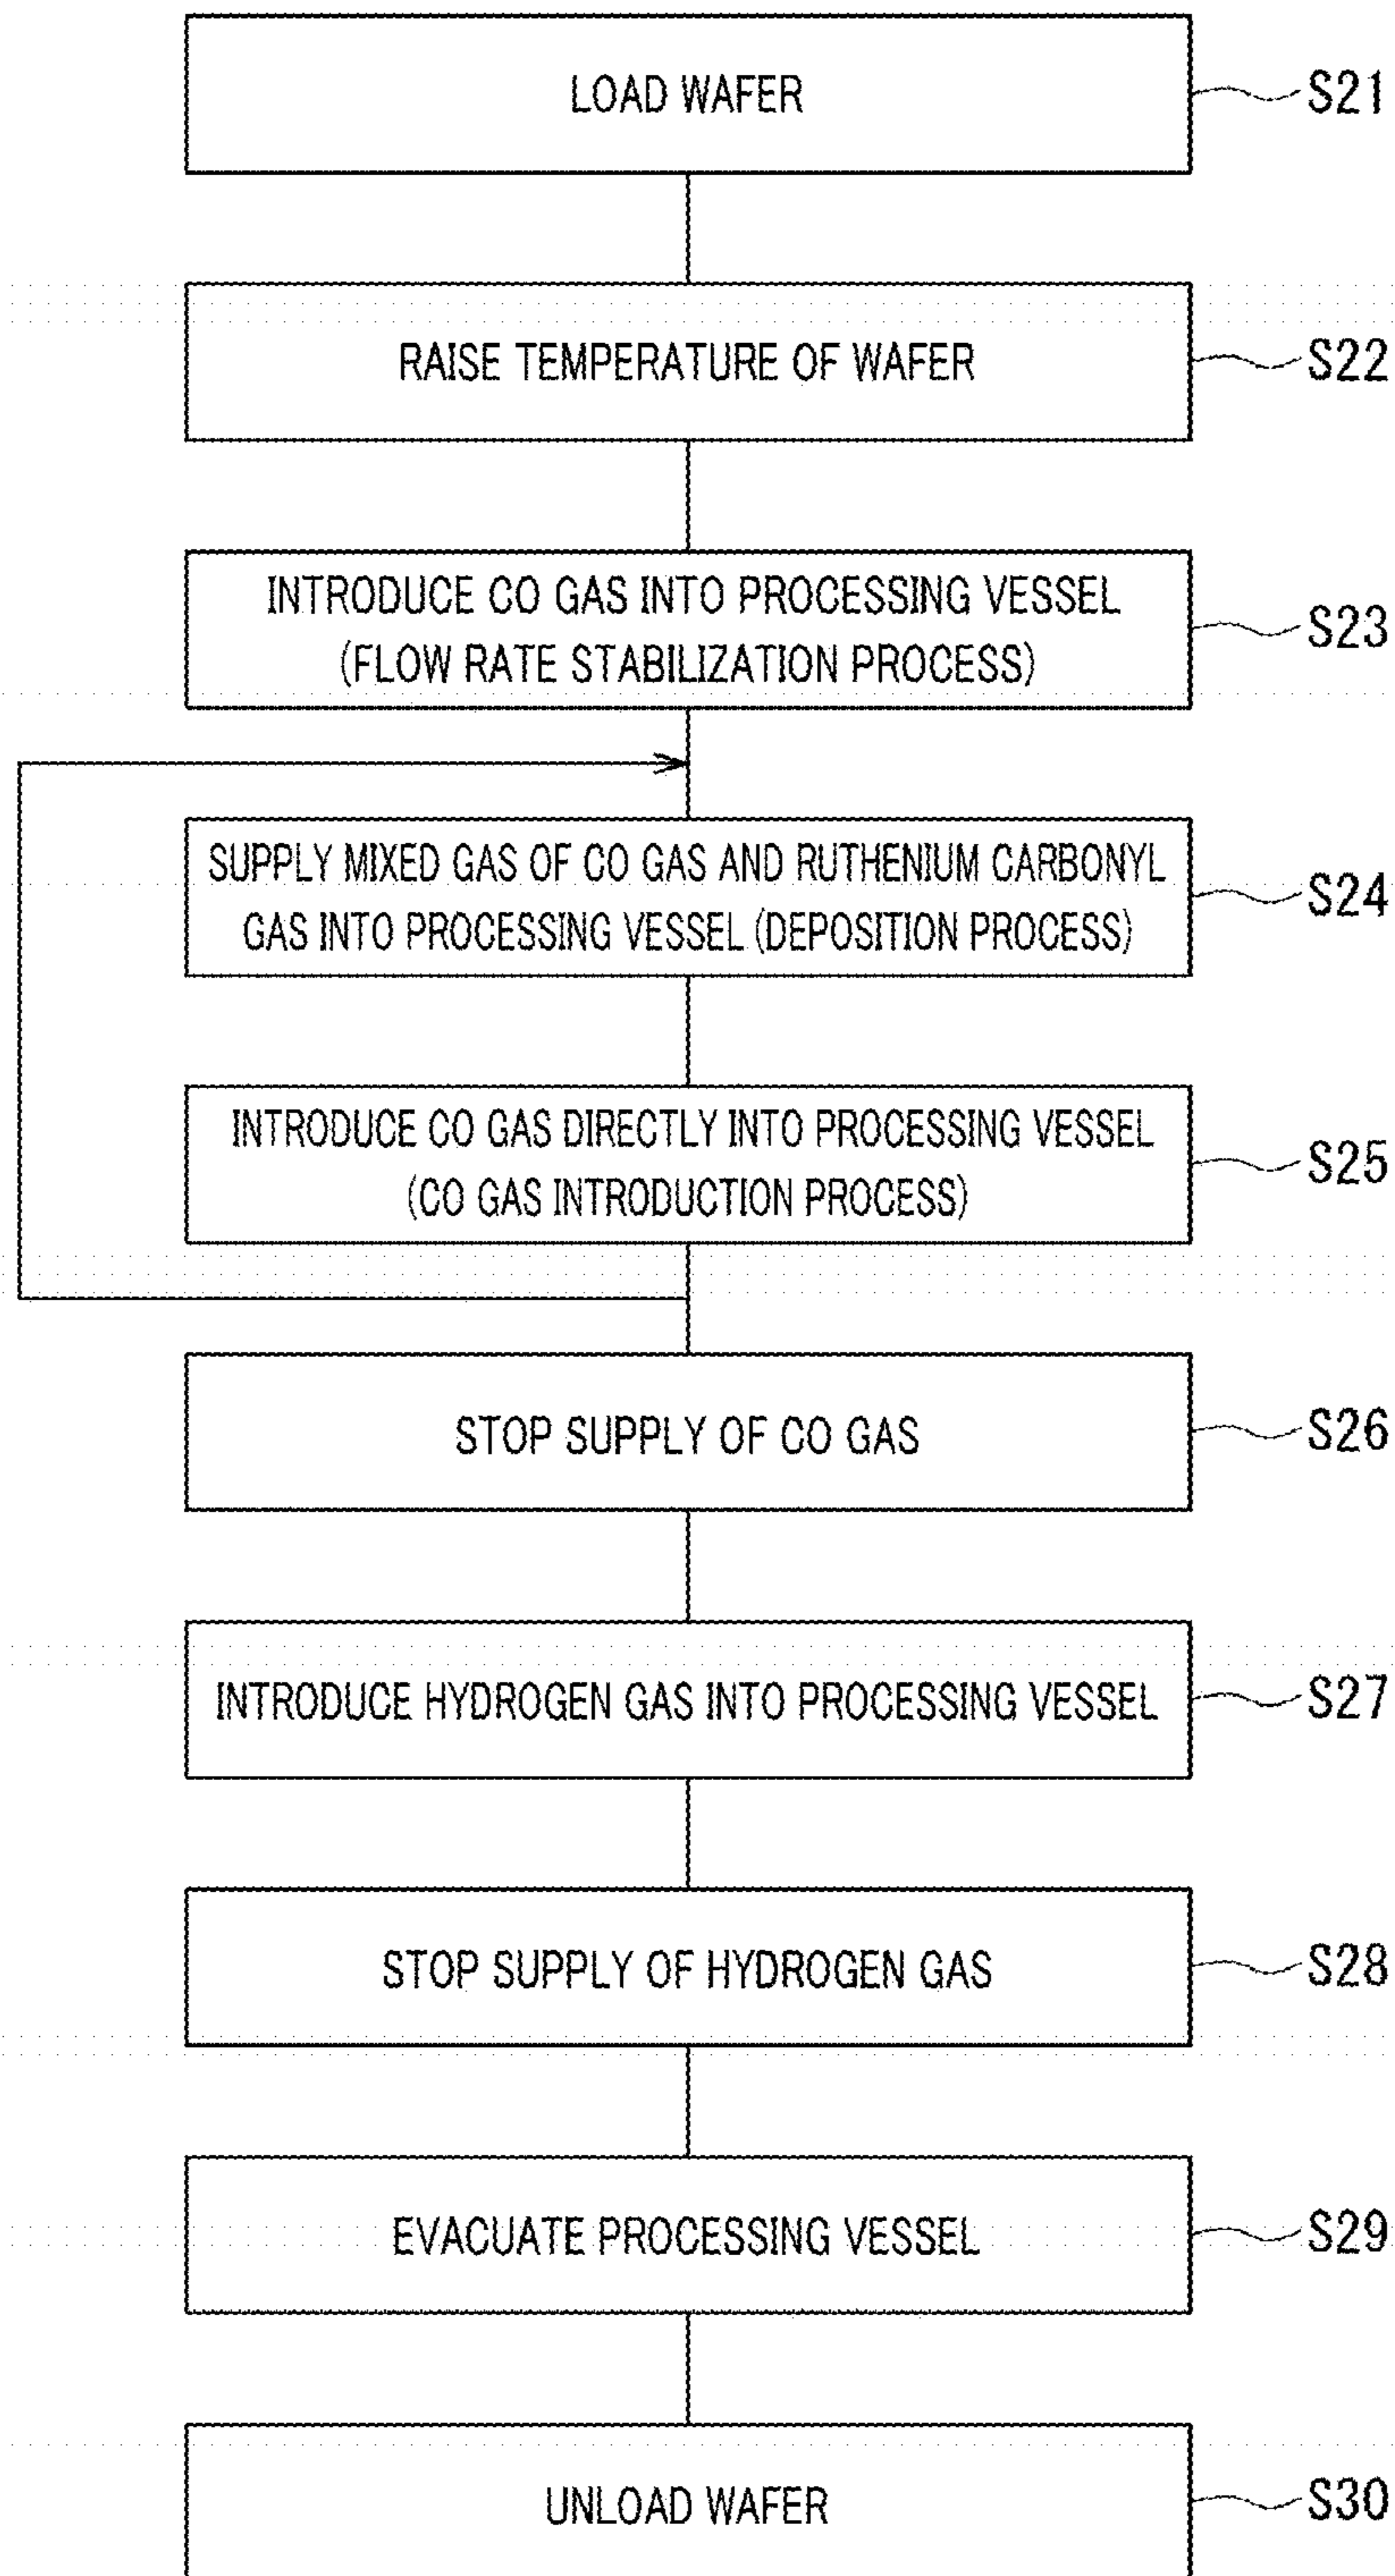 LOAD WAFER
S21
RAISE TEMPERATURE OF WAFER
S22
INTRODUCE CO GAS INTO PROCESSING VESSEL
(FLOW RATE STABILIZATION PROCESS)
S23
SUPPLY MIXED GAS OF CO GAS AND RUTHENIUM CARBONYL
GAS INTO PROCESSING VESSEL (DEPOSITION PROCESS)
S24
INTRODUCE CO GAS DIRECTLY INTO PROCESSING VESSEL
(CO GAS INTRODUCTION PROCESS)
S25
STOP SUPPLY OF CO GAS
S26
INTRODUCE HYDROGEN GAS INTO PROCESSING VESSEL
S27
STOP SUPPLY OF HYDROGEN GAS
S28
EVACUATE PROCESSING VESSEL
S29
UNLOAD WAFER
S30